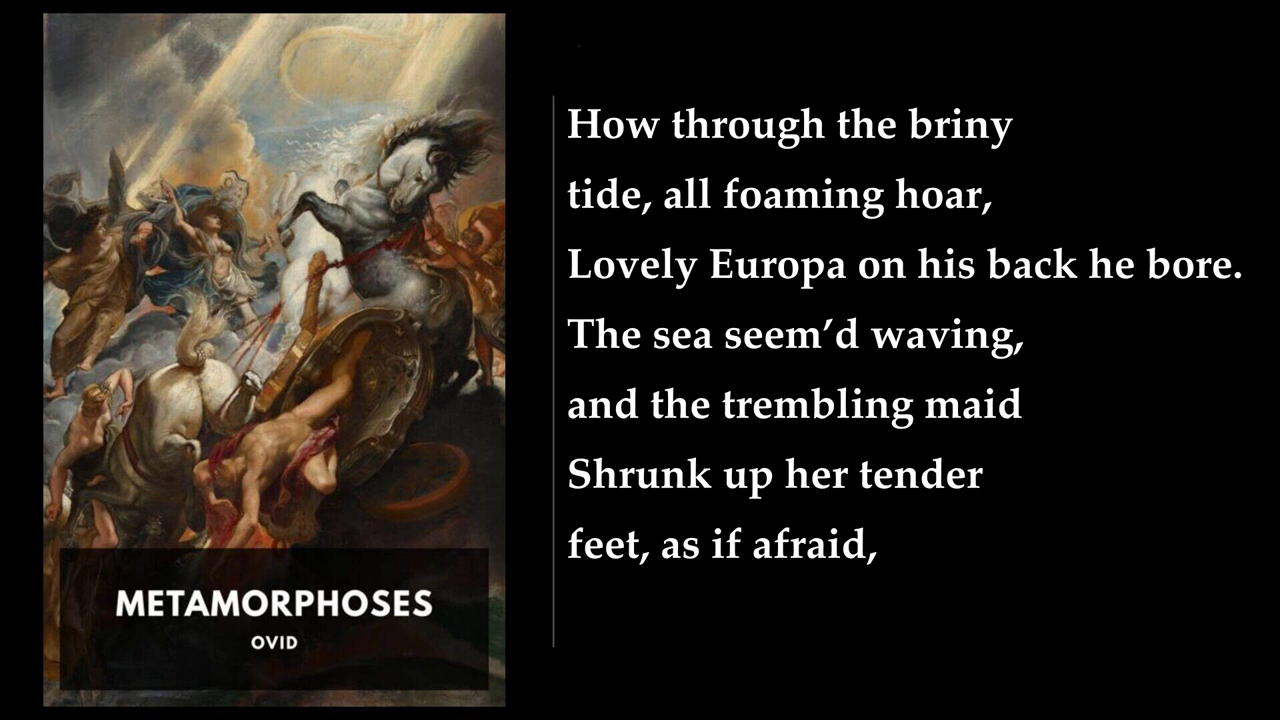 METAMORPHOSES
OVID
How through the briny
tide, all foaming hoar,
Lovely Europa on his back he bore.
The sea seem’d waving,
and the trembling maid
Shrunk up her tender
feet, as if afraid,